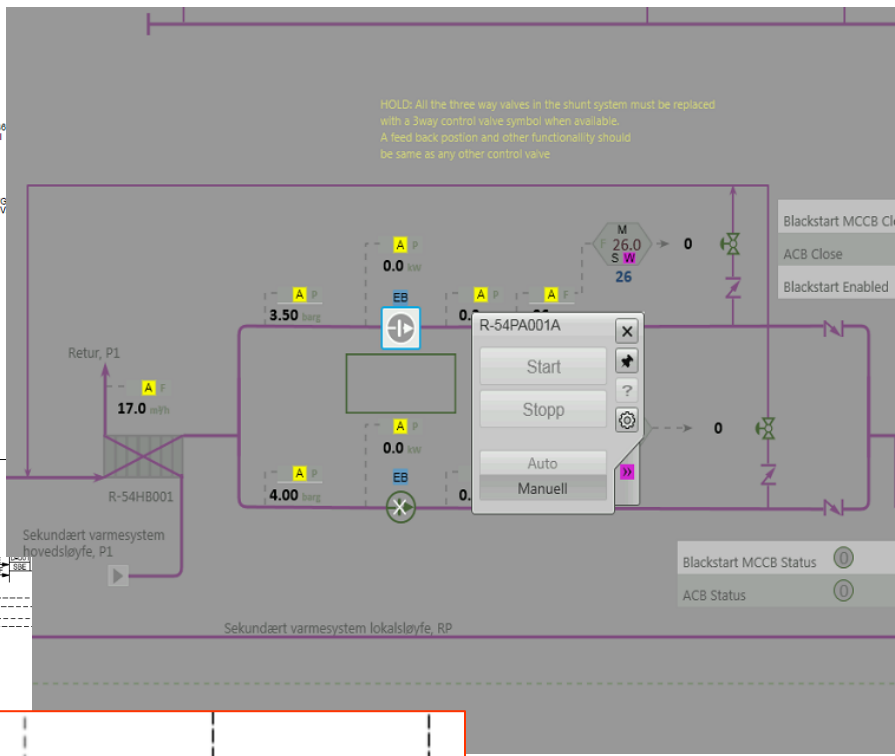 HOLD: All the three way valves in the shunt system must be replaced
with a 3way control valve symbol when available.
A feed back postion and other functionallity should
be same as any other control valve
Blackstart MCCB
ACB Close
Blackstart Enabled
A P
0.0 kw
EB
M
F 26.0
S W
26
0
A P
3.50 barg
A P
A F
R-54PA001A
Start
Stopp
?
Auto
Manuell
Retur, P1
A F
17.0 m³/h
R-54HB001
A P
0.0 kw
EB
0
A P
4.00 barg
Sekundært varmesystem
hovedsløyfe, P1
Blackstart MCCB Status 0
ACB Status 0
Sekundært varmesystem lokalsløyfe, RP